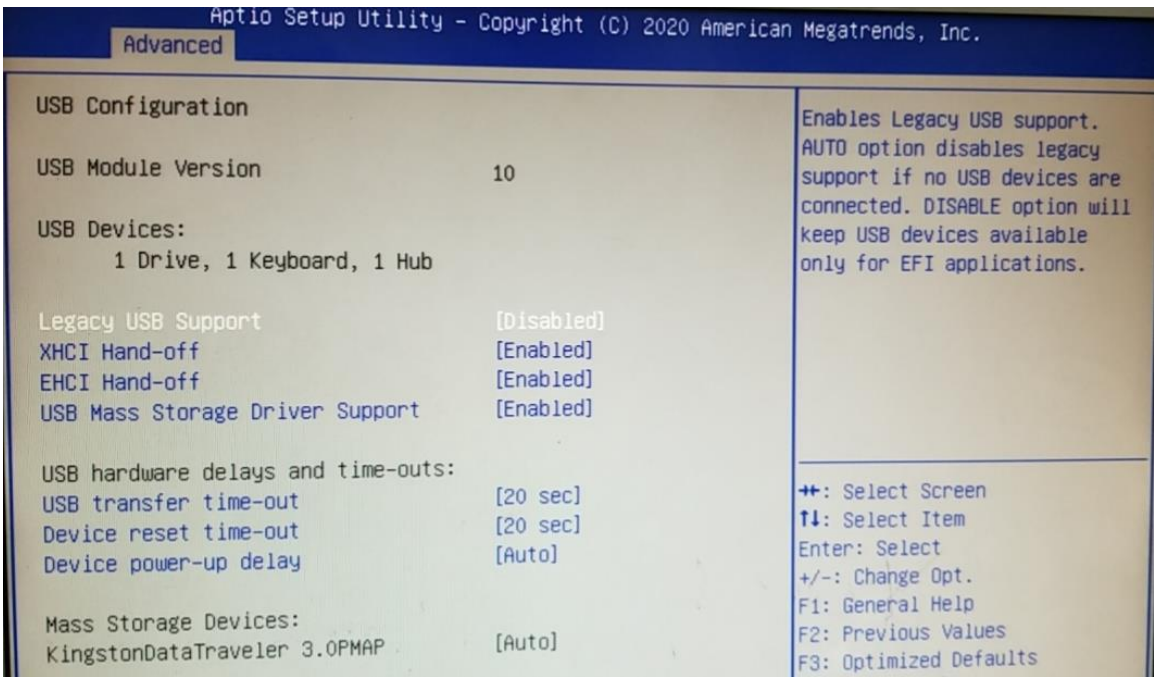 Aptio Setup Utility – Copyright (C) 2020 American Megatrends, Inc.
Advanced
USB Configuration
USB Module Version 10
USB Devices:
1 Drive, 1 Keyboard, 1 Hub
Legacy USB Support [Disabled]
XHCI Hand-off [Enabled]
EHCI Hand-off [Enabled]
USB Mass Storage Driver Support [Enabled]
USB hardware delays and time-outs:
USB transfer time-out [20 sec]
Device reset time-out [20 sec]
Device power-up delay [Auto]
Mass Storage Devices:
KingstonDataTraveler 3.0PMAP [Auto]
Enables Legacy USB support.
AUTO option disables legacy
support if no USB devices are
connected. DISABLE option will
keep USB devices available
only for EFI applications.
→←: Select Screen
↑↓: Select Item
Enter: Select
+/-: Change Opt.
F1: General Help
F2: Previous Values
F3: Optimized Defaults